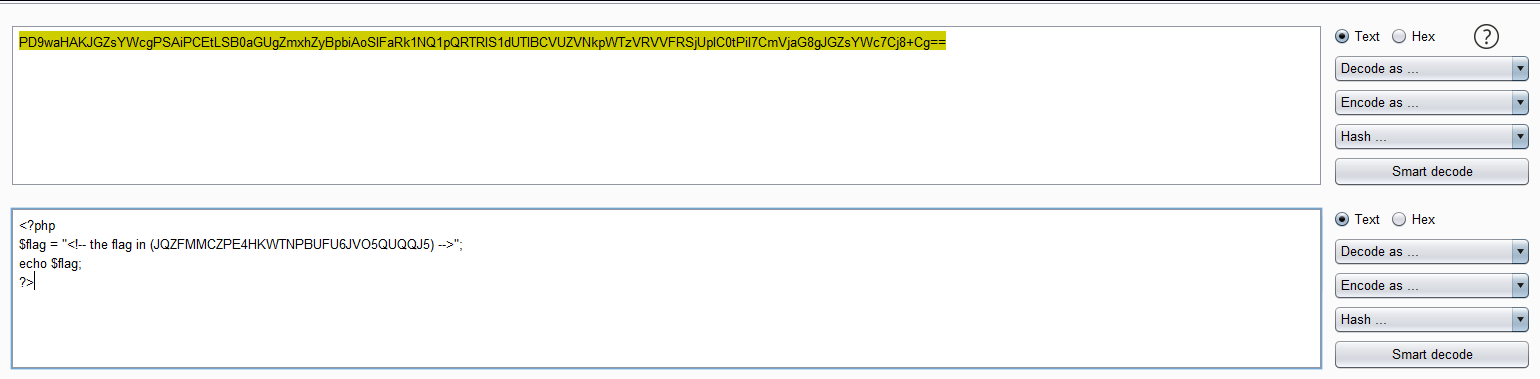 PD9waHAKJGZsYWcgPSAiPCEtLSB0aGUgZmxhZyBpbiAoSlFaRk1NQ1pQRTRIS1dUTlBCVUZVNkpWTzVRVVFRSjUpIC0tPiI7CmVjaG8gJGZsYWc7Cj8+Cg==
Text Hex ?
Decode as ...
Encode as ...
Hash ...
Smart decode
<?php
$flag = "<!-- the flag in (JQZFMMCZPE4HKWTNPBUFU6JVO5QUQQJ5) -->";
echo $flag;
?>
Text Hex
Decode as ...
Encode as ...
Hash ...
Smart decode